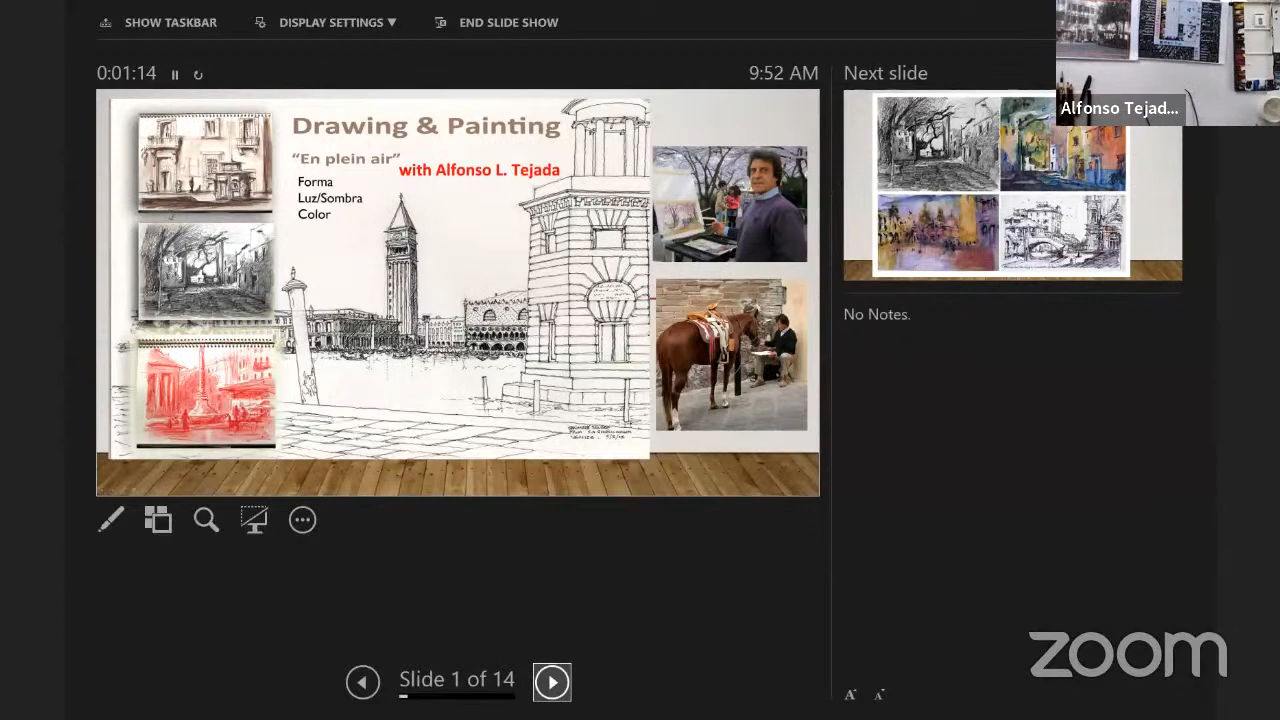 SHOW TASKBAR
DISPLAY SETTINGS ▼
END SLIDE SHOW
0:01:14
9:52 AM
Next slide
Alfonso Tejad...
Drawing & Painting
“En plein air”
with Alfonso L. Tejada
Forma
Luz/Sombra
Color
No Notes.
Slide 1 of 14
A
A
zoom